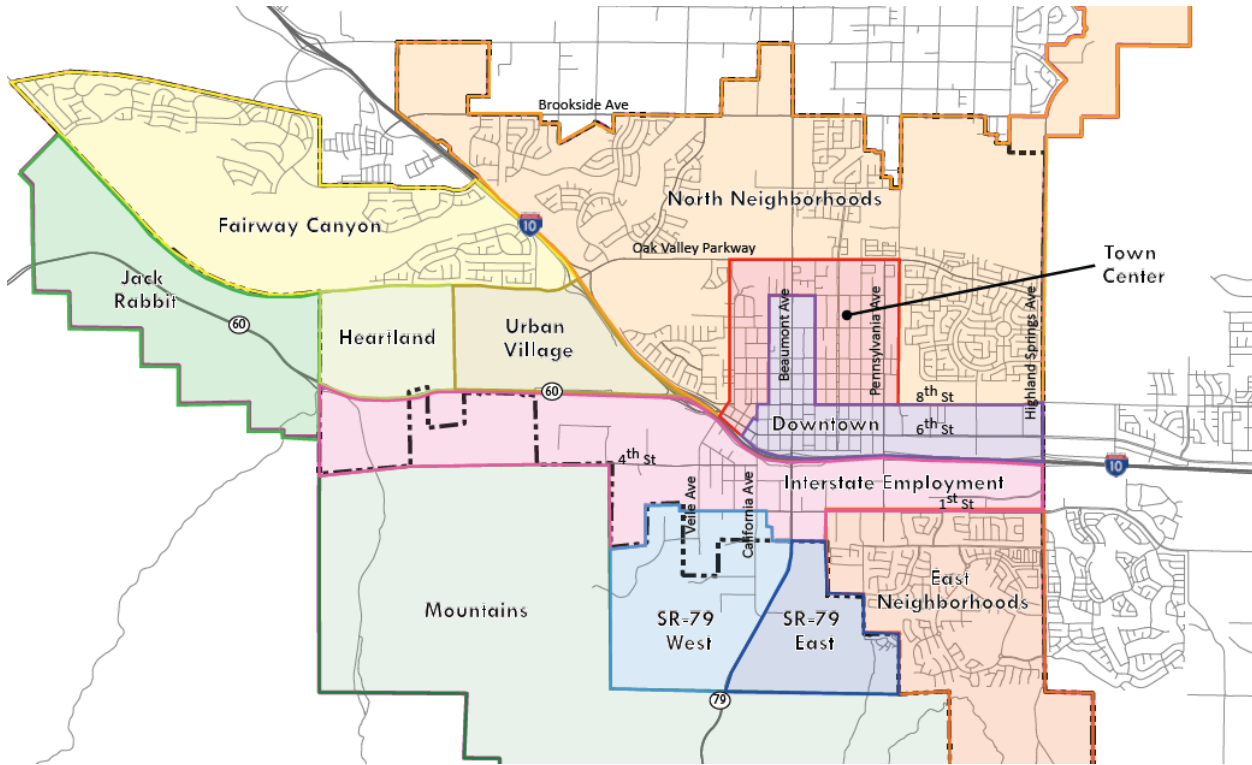 Brookside Ave
North Neighborhoods
Fairway Canyon
10
Oak Valley Parkway
Town
Center
Jack
Rabbit
60
Heartland
Urban
Village
Beaumont Ave
Pennsylvania Ave
Highland Springs Ave
60
8th St
Downtown
6th St
4th St
10
Interstate Employment
1st St
Veile Ave
California Ave
Mountains
SR-79
West
SR-79
East
East
Neighborhoods
79